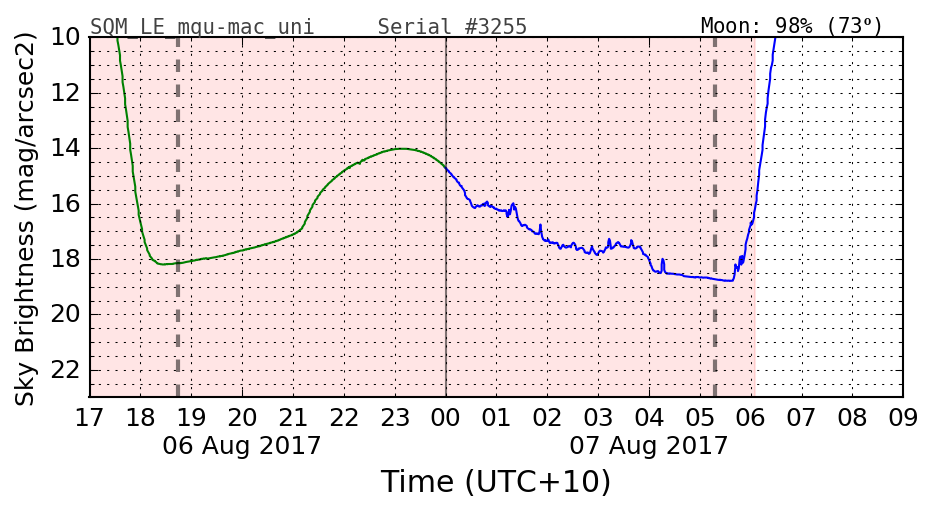 SQM_LE_mqu-mac_uni Serial #3255 Moon: 98% (73º)
10
12
14
16
18
20
22
Sky Brightness (mag/arcsec2)
17 18 19 20 21 22 23 00 01 02 03 04 05 06 07 08 09
06 Aug 2017 07 Aug 2017
Time (UTC+10)